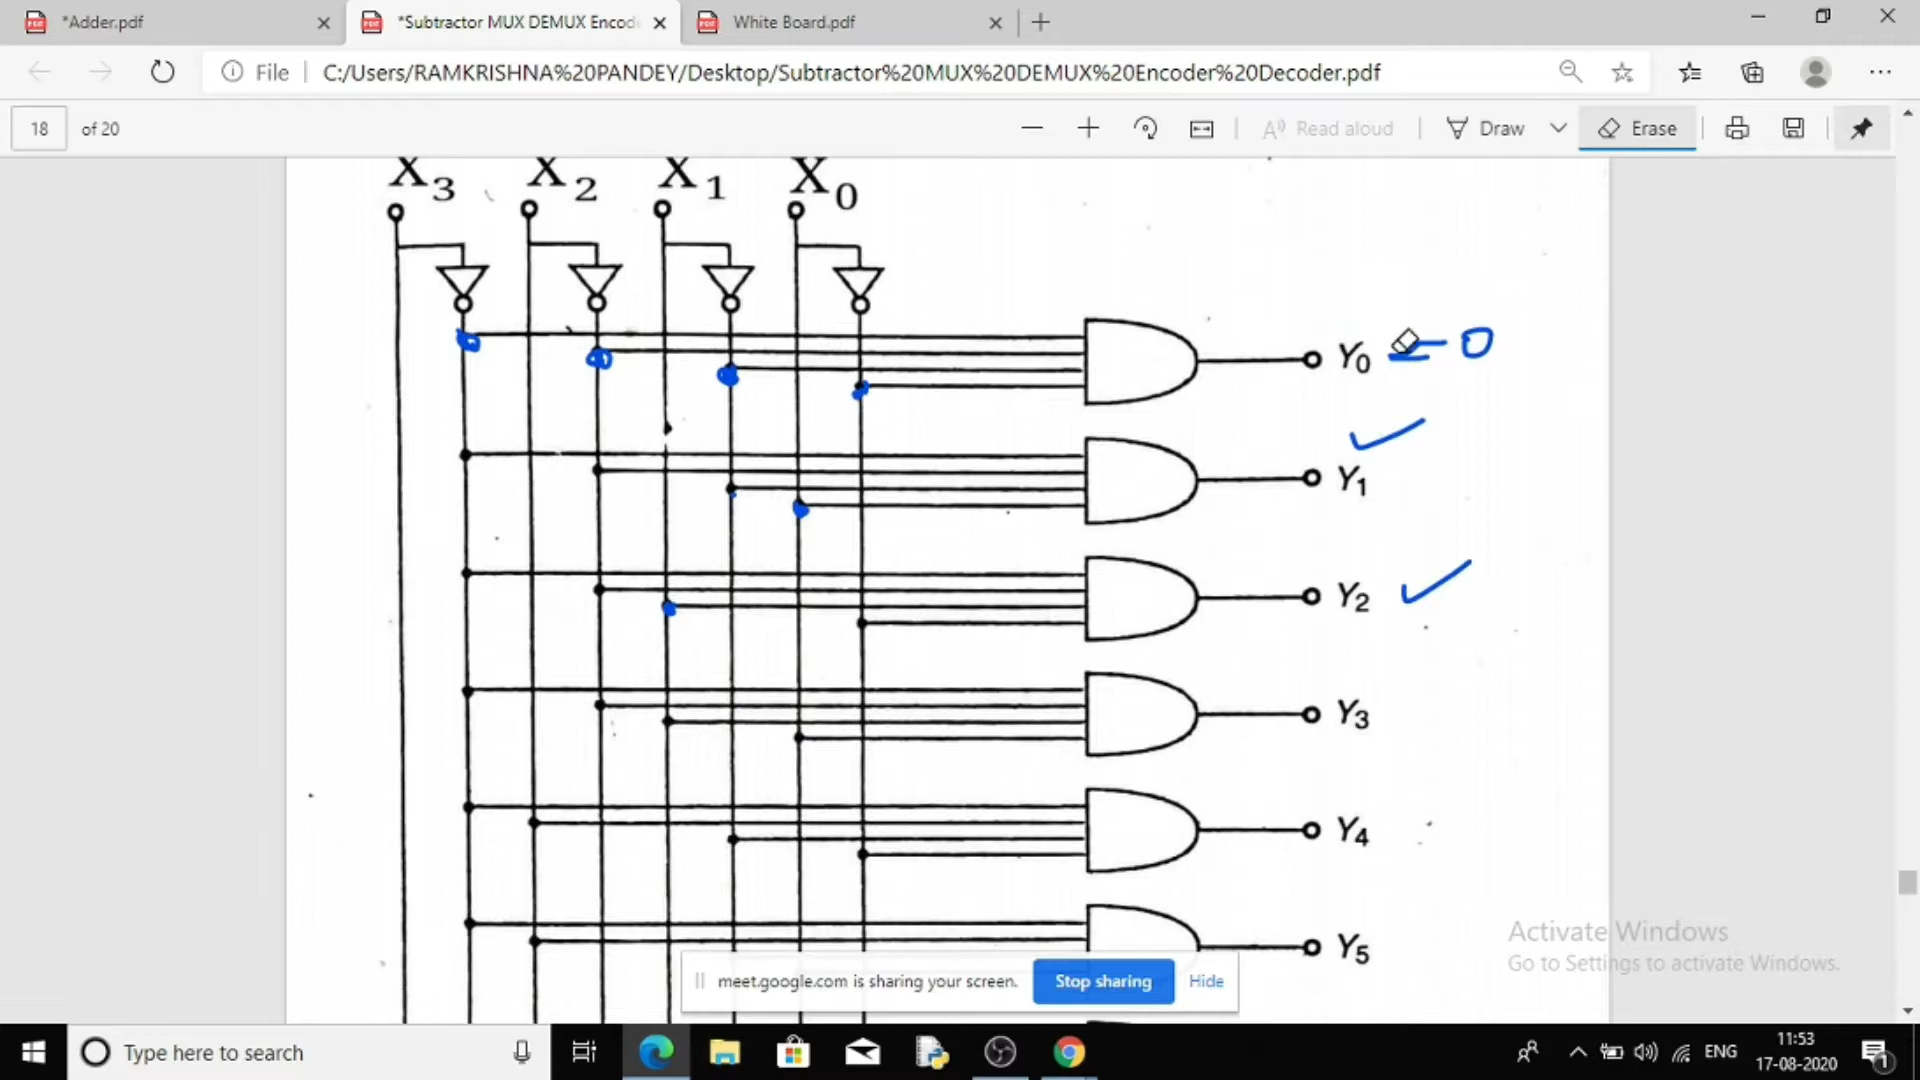 *Adder.pdf
*Subtractor MUX DEMUX Encod
White Board.pdf
File
C:/Users/RAMKRISHNA%20PANDEY/Desktop/Subtractor%20MUX%20DEMUX%20Encoder%20Decoder.pdf
18 of 20
Read aloud
Draw
Erase
X3 X2 X1 X0
Y0 0
Y1
Y2
Y3
Y4
Y5
Activate Windows
Go to Settings to activate Windows.
meet.google.com is sharing your screen.
Stop sharing
Hide
Type here to search
ENG
11:53
17-08-2020
1